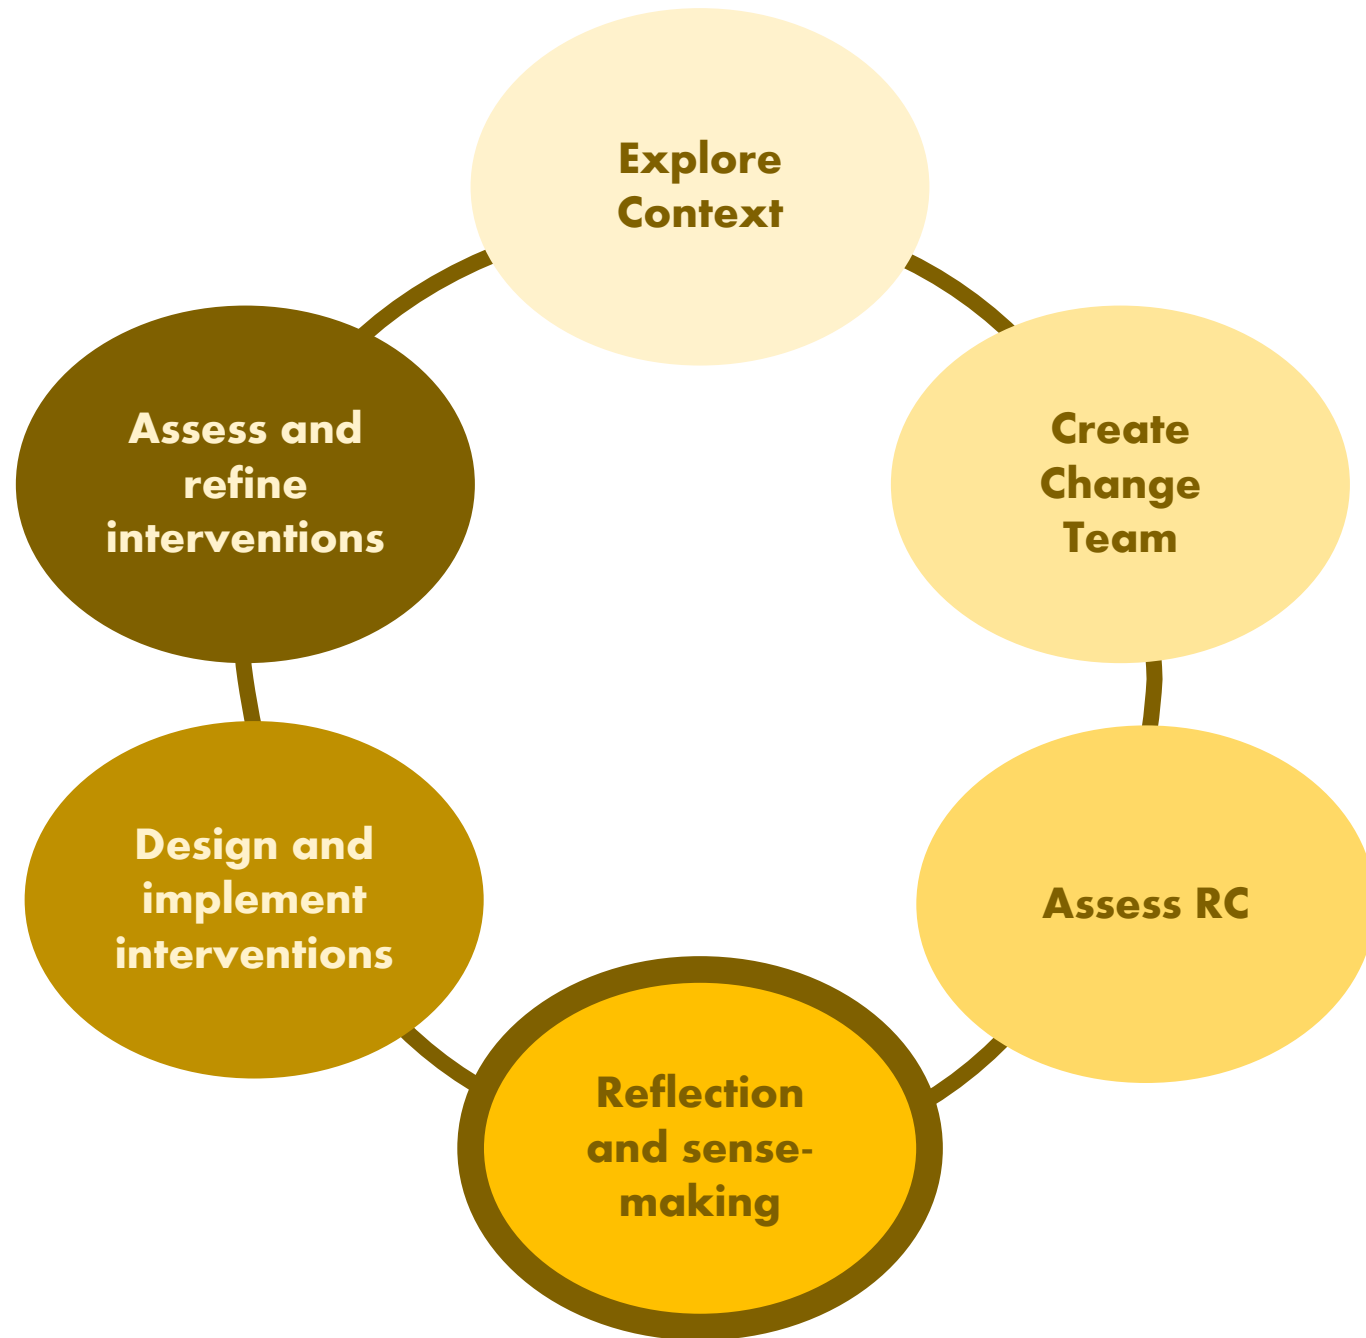 Explore
Context
Create
Change
Team
Assess RC
Reflection
and sense-
making
Design and
implement
interventions
Assess and
refine
interventions